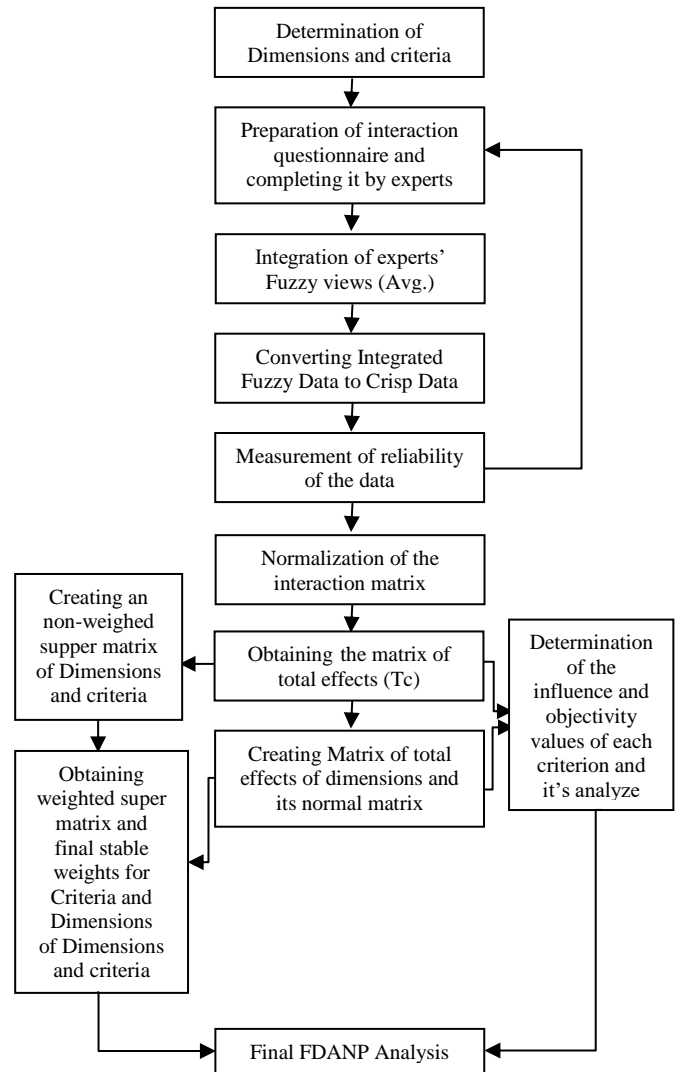 Determination of
Dimensions and criteria
Preparation of interaction
questionnaire and
completing it by experts
Integration of experts’
Fuzzy views (Avg.)
Converting Integrated
Fuzzy Data to Crisp Data
Measurement of reliability
of the data
Normalization of the
interaction matrix
Creating an
non-weighed
supper matrix
of Dimensions
and criteria
Obtaining the matrix of
total effects (Tc)
Determination
of the
influence and
objectivity
values of each
criterion and
it’s analyze
Creating Matrix of total
effects of dimensions and
its normal matrix
Obtaining
weighted super
matrix and
final stable
weights for
Criteria and
Dimensions
of Dimensions
and criteria
Final FDANP Analysis